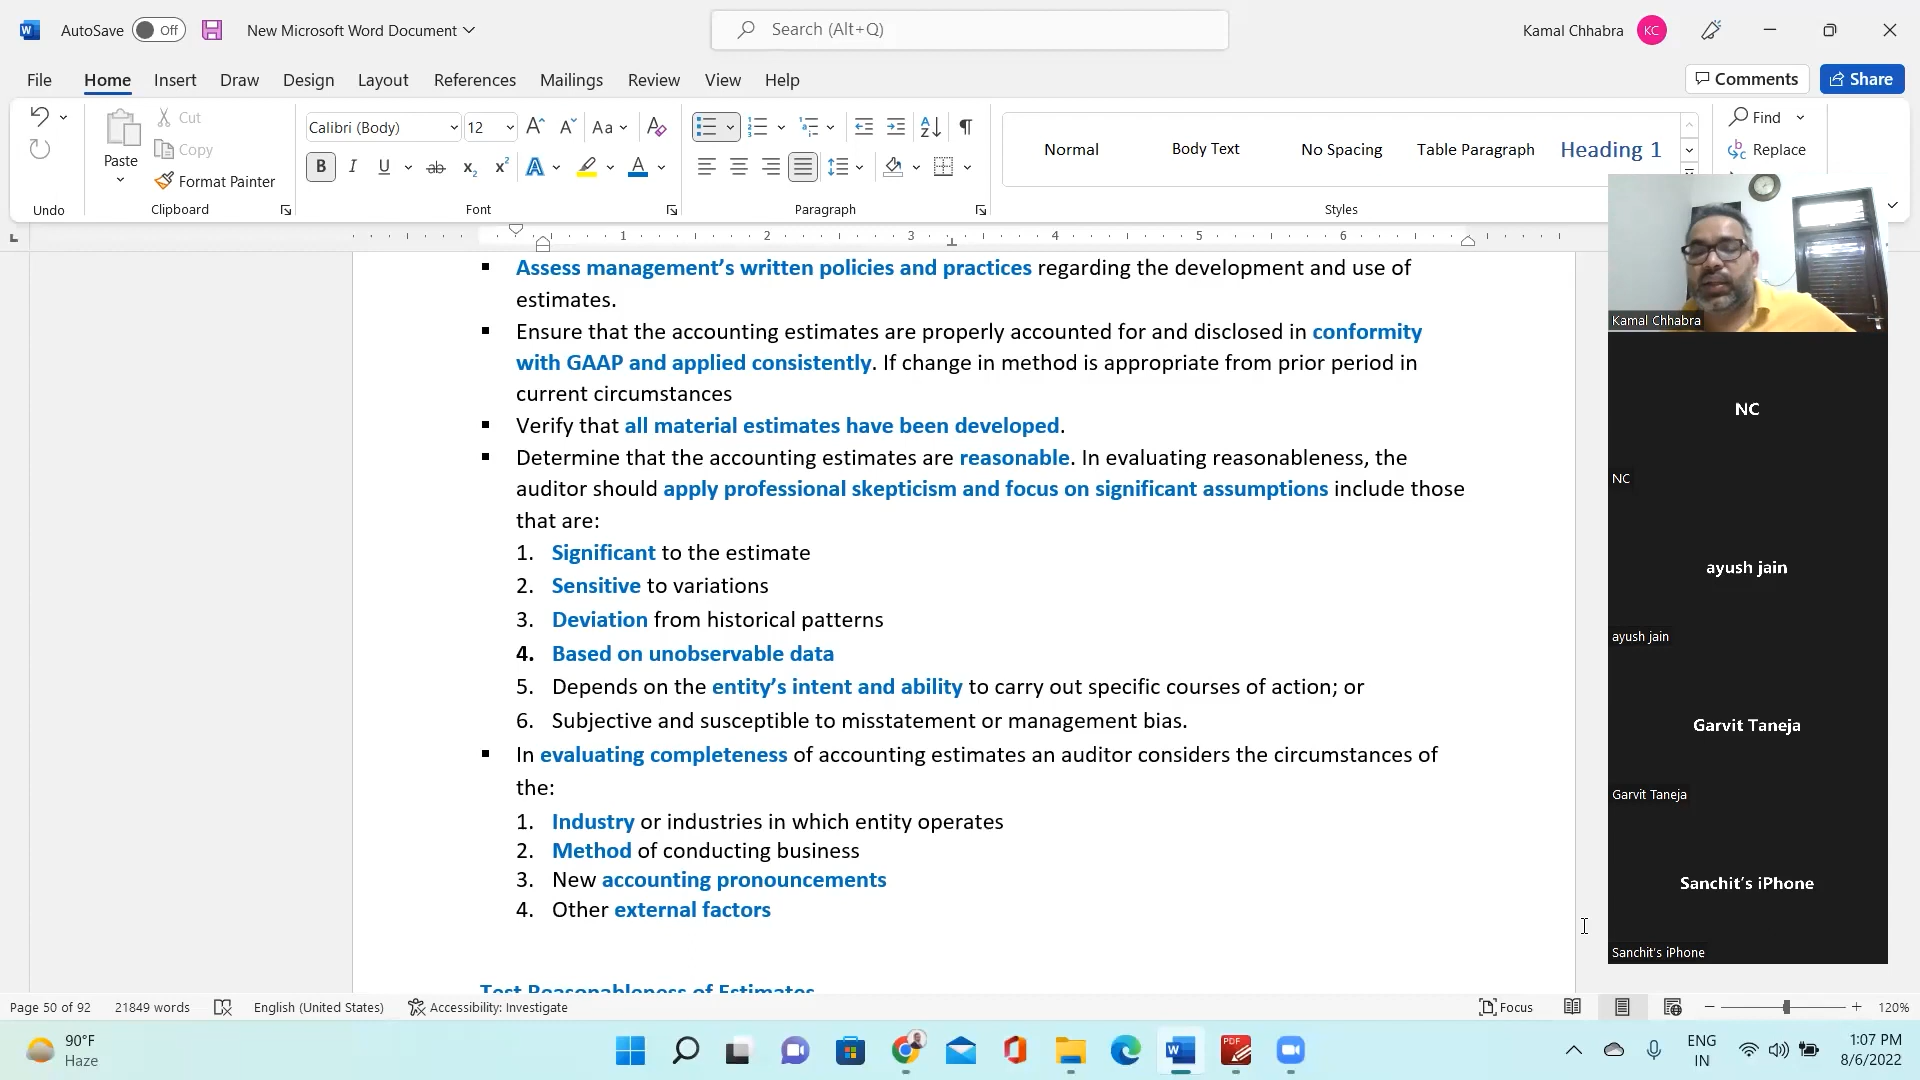 AutoSave Off New Microsoft Word Document Search (Alt+Q) Kamal Chhabra KC
File Home Insert Draw Design Layout References Mailings Review View Help Comments Share
Paste Cut Copy Format Painter Calibri (Body) 12 Aa Normal Body Text No Spacing Table Paragraph Heading 1 Find Replace
Undo Clipboard Font Paragraph Styles
1 2 3 4 5 6
▪ Assess management’s written policies and practices regarding the development and use of
estimates.
▪ Ensure that the accounting estimates are properly accounted for and disclosed in conformity
with GAAP and applied consistently. If change in method is appropriate from prior period in
current circumstances
▪ Verify that all material estimates have been developed.
▪ Determine that the accounting estimates are reasonable. In evaluating reasonableness, the
auditor should apply professional skepticism and focus on significant assumptions include those
that are:
1. Significant to the estimate
2. Sensitive to variations
3. Deviation from historical patterns
4. Based on unobservable data
5. Depends on the entity’s intent and ability to carry out specific courses of action; or
6. Subjective and susceptible to misstatement or management bias.
▪ In evaluating completeness of accounting estimates an auditor considers the circumstances of
the:
1. Industry or industries in which entity operates
2. Method of conducting business
3. New accounting pronouncements
4. Other external factors
Test Reasonableness of Estimates
Kamal Chhabra
NC
NC
ayush jain
ayush jain
Garvit Taneja
Garvit Taneja
Sanchit’s iPhone
Sanchit's iPhone
Page 50 of 92 21849 words English (United States) Accessibility: Investigate Focus 120%
90°F
Haze
ENG
IN
1:07 PM
8/6/2022